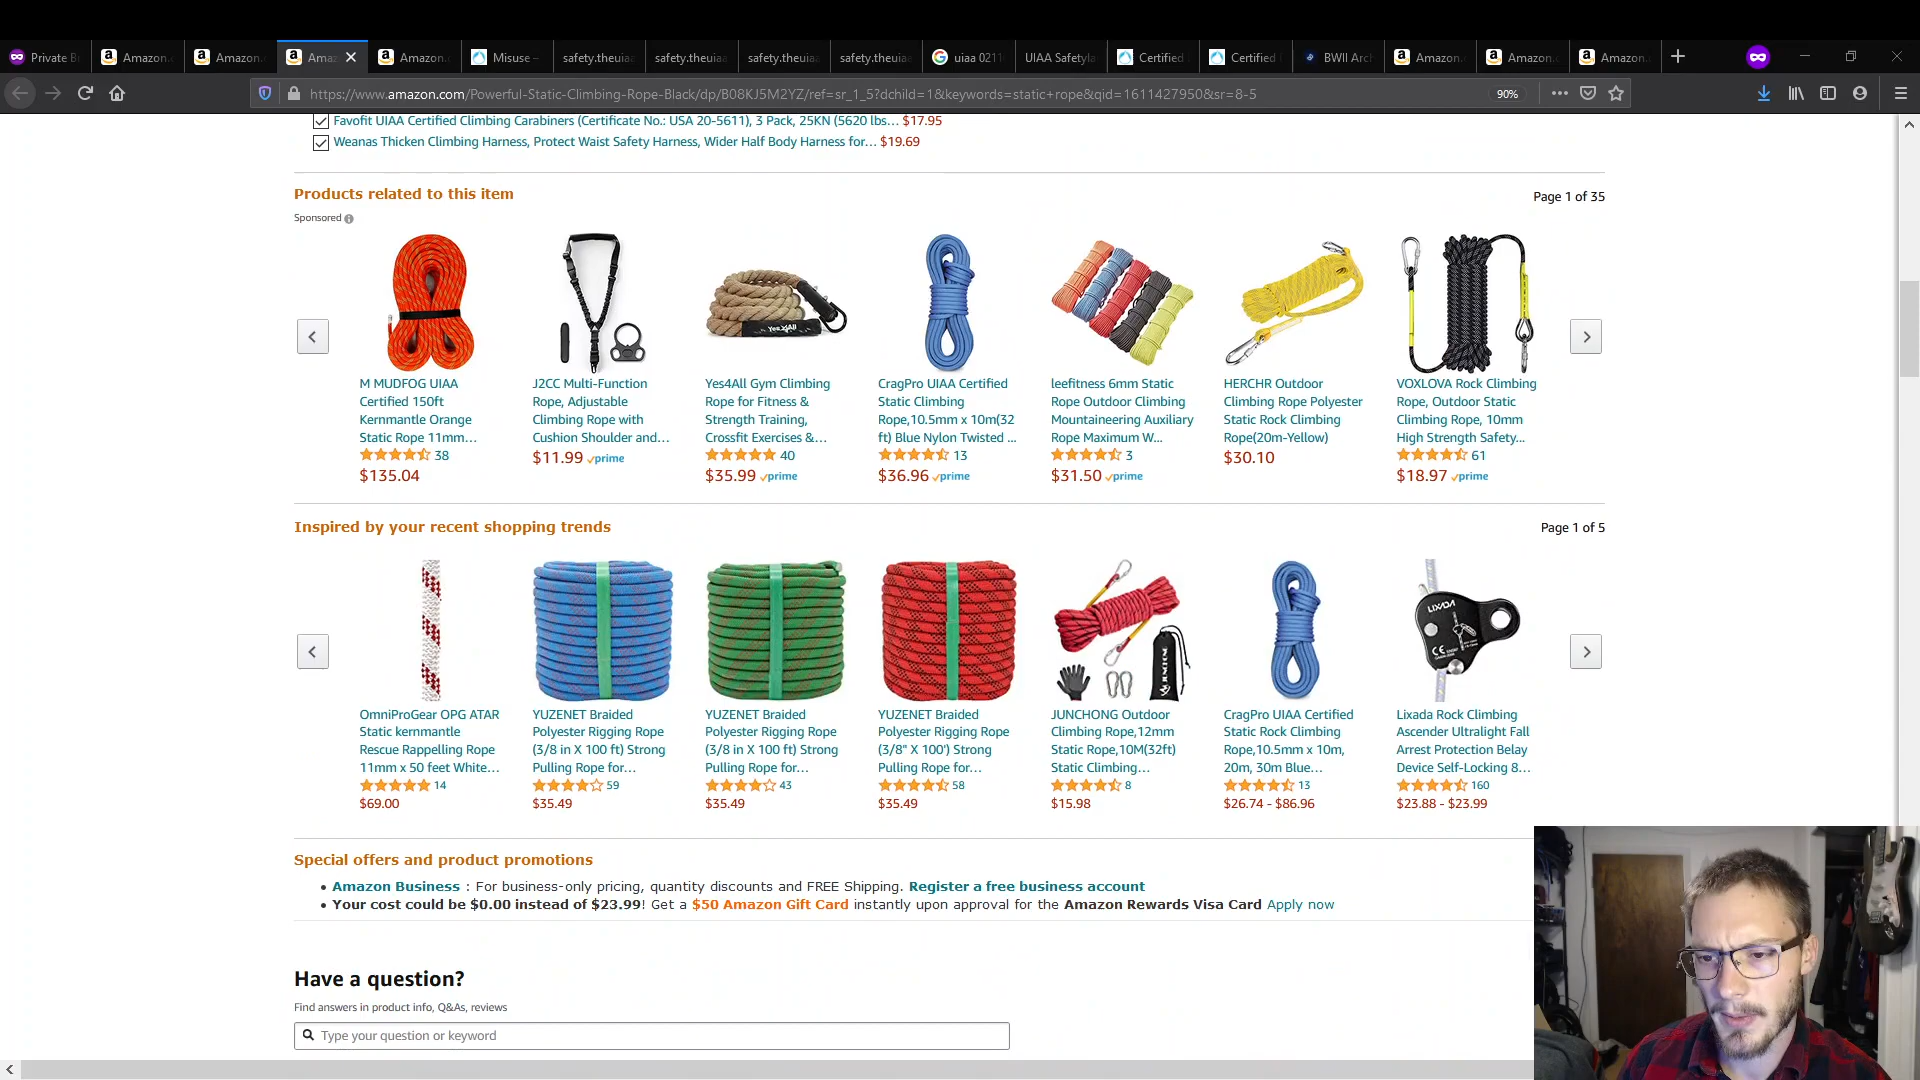 Private B
Amazon.c
Amazon.
Amaz
Amazon.c
Misuse –
safety.theuiaa
safety.theuiaa
safety.theuiaa
safety.theuiaa
uiaa 0211
UIAA Safetyla
Certified
Certified
BWII Arch
Amazon.
Amazon.
Amazon.
https://www.amazon.com/Powerful-Static-Climbing-Rope-Black/dp/B08KJ5M2YZ/ref=sr_1_5?dchild=1&keywords=static+rope&qid=1611427950&sr=8-5
90%
Favofit UIAA Certified Climbing Carabiners (Certificate No.: USA 20-5611), 3 Pack, 25KN (5620 lbs… $17.95
Weanas Thicken Climbing Harness, Protect Waist Safety Harness, Wider Half Body Harness for… $19.69
Products related to this item
Page 1 of 35
Sponsored
Yes4All
M MUDFOG UIAA
Certified 150ft
Kernmantle Orange
Static Rope 11mm…
38
$135.04
J2CC Multi-Function
Rope, Adjustable
Climbing Rope with
Cushion Shoulder and…
$11.99 prime
Yes4All Gym Climbing
Rope for Fitness &
Strength Training,
Crossfit Exercises &…
40
$35.99 prime
CragPro UIAA Certified
Static Climbing
Rope,10.5mm x 10m(32
ft) Blue Nylon Twisted …
13
$36.96 prime
leefitness 6mm Static
Rope Outdoor Climbing
Mountaineering Auxiliary
Rope Maximum W…
3
$31.50 prime
HERCHR Outdoor
Climbing Rope Polyester
Static Rock Climbing
Rope(20m-Yellow)
$30.10
VOXLOVA Rock Climbing
Rope, Outdoor Static
Climbing Rope, 10mm
High Strength Safety…
61
$18.97 prime
Inspired by your recent shopping trends
Page 1 of 5
LIXADA
CE
OmniProGear OPG ATAR
Static kernmantle
Rescue Rappelling Rope
11mm x 50 feet White…
14
$69.00
YUZENET Braided
Polyester Rigging Rope
(3/8 in X 100 ft) Strong
Pulling Rope for…
59
$35.49
YUZENET Braided
Polyester Rigging Rope
(3/8 in X 100 ft) Strong
Pulling Rope for…
43
$35.49
YUZENET Braided
Polyester Rigging Rope
(3/8" X 100') Strong
Pulling Rope for…
58
$35.49
JUNCHONG Outdoor
Climbing Rope,12mm
Static Rope,10M(32ft)
Static Climbing…
8
$15.98
CragPro UIAA Certified
Static Rock Climbing
Rope,10.5mm x 10m,
20m, 30m Blue…
13
$26.74 - $86.96
Lixada Rock Climbing
Ascender Ultralight Fall
Arrest Protection Belay
Device Self-Locking 8…
160
$23.88 - $23.99
Special offers and product promotions
Amazon Business : For business-only pricing, quantity discounts and FREE Shipping. Register a free business account
Your cost could be $0.00 instead of $23.99! Get a $50 Amazon Gift Card instantly upon approval for the Amazon Rewards Visa Card Apply now
Have a question?
Find answers in product info, Q&As, reviews
Type your question or keyword